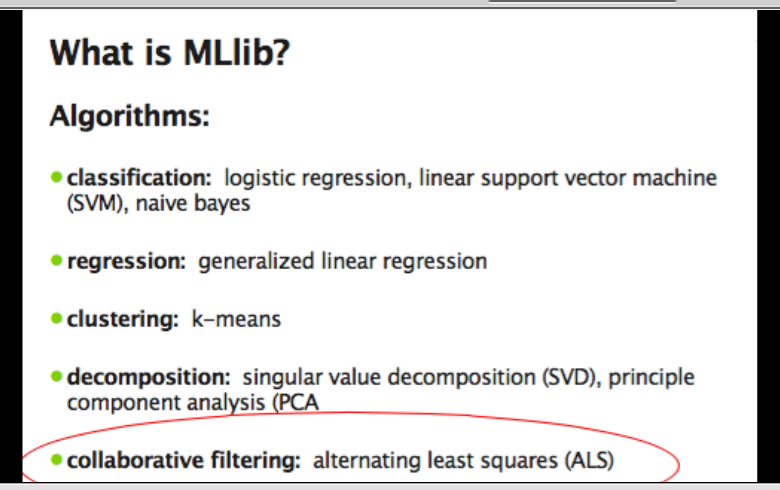 What is MLlib?
Algorithms:
classification: logistic regression, linear support vector machine
(SVM), naive bayes
regression: generalized linear regression
clustering: k–means
decomposition: singular value decomposition (SVD), principle
component analysis (PCA
collaborative filtering: alternating least squares (ALS)